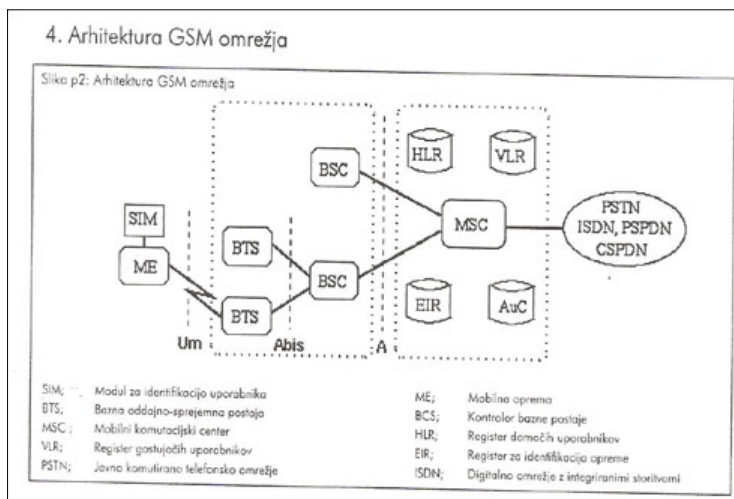 4. Arhitektura GSM omrežja
Slika p2: Arhitektura GSM omrežja
HLR
VLR
BSC
SIM
ME
BTS
BSC
MSC
PSTN
ISDN, PSPDN
CSPDN
BTS
EIR
AuC
Um
Abis
A
SIM; Modul za identifikacijo uporabnika
BTS; Bazna oddajno-sprejemna postaja
MSC; Mobilni komutacijski center
VLR; Register gostujočih uporabnikov
PSTN; Javno komutirano telefonsko omrežje
ME; Mobilna oprema
BCS; Kontrolor bazne postaje
HLR; Register domačih uporabnikov
EIR; Register za identifikacijo opreme
ISDN; Digitalno omrežje z integriranimi storitvami